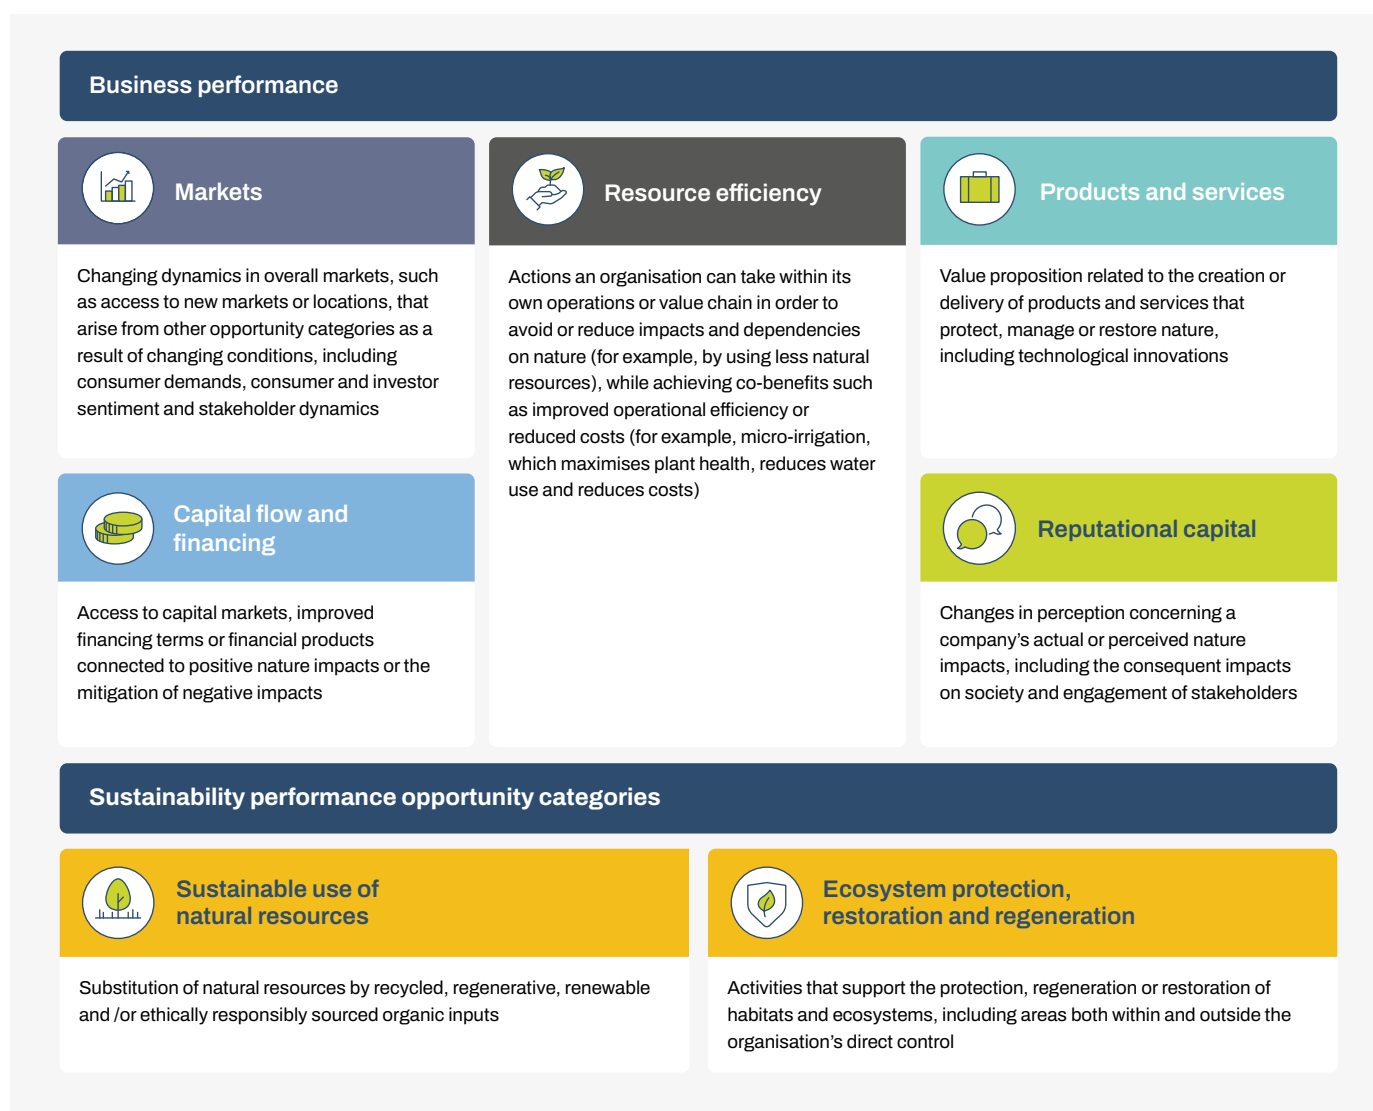 Business performance
Markets
Changing dynamics in overall markets, such
as access to new markets or locations, that
arise from other opportunity categories as a
result of changing conditions, including
consumer demands, consumer and investor
sentiment and stakeholder dynamics
Resource efficiency
Actions an organisation can take within its
own operations or value chain in order to
avoid or reduce impacts and dependencies
on nature (for example, by using less natural
resources), while achieving co-benefits such
as improved operational efficiency or
reduced costs (for example, micro-irrigation,
which maximises plant health, reduces water
use and reduces costs)
Products and services
Value proposition related to the creation or
delivery of products and services that
protect, manage or restore nature,
including technological innovations
Capital flow and
financing
Access to capital markets, improved
financing terms or financial products
connected to positive nature impacts or the
mitigation of negative impacts
Reputational capital
Changes in perception concerning a
company’s actual or perceived nature
impacts, including the consequent impacts
on society and engagement of stakeholders
Sustainability performance opportunity categories
Sustainable use of
natural resources
Substitution of natural resources by recycled, regenerative, renewable
and /or ethically responsibly sourced organic inputs
Ecosystem protection,
restoration and regeneration
Activities that support the protection, regeneration or restoration of
habitats and ecosystems, including areas both within and outside the
organisation’s direct control